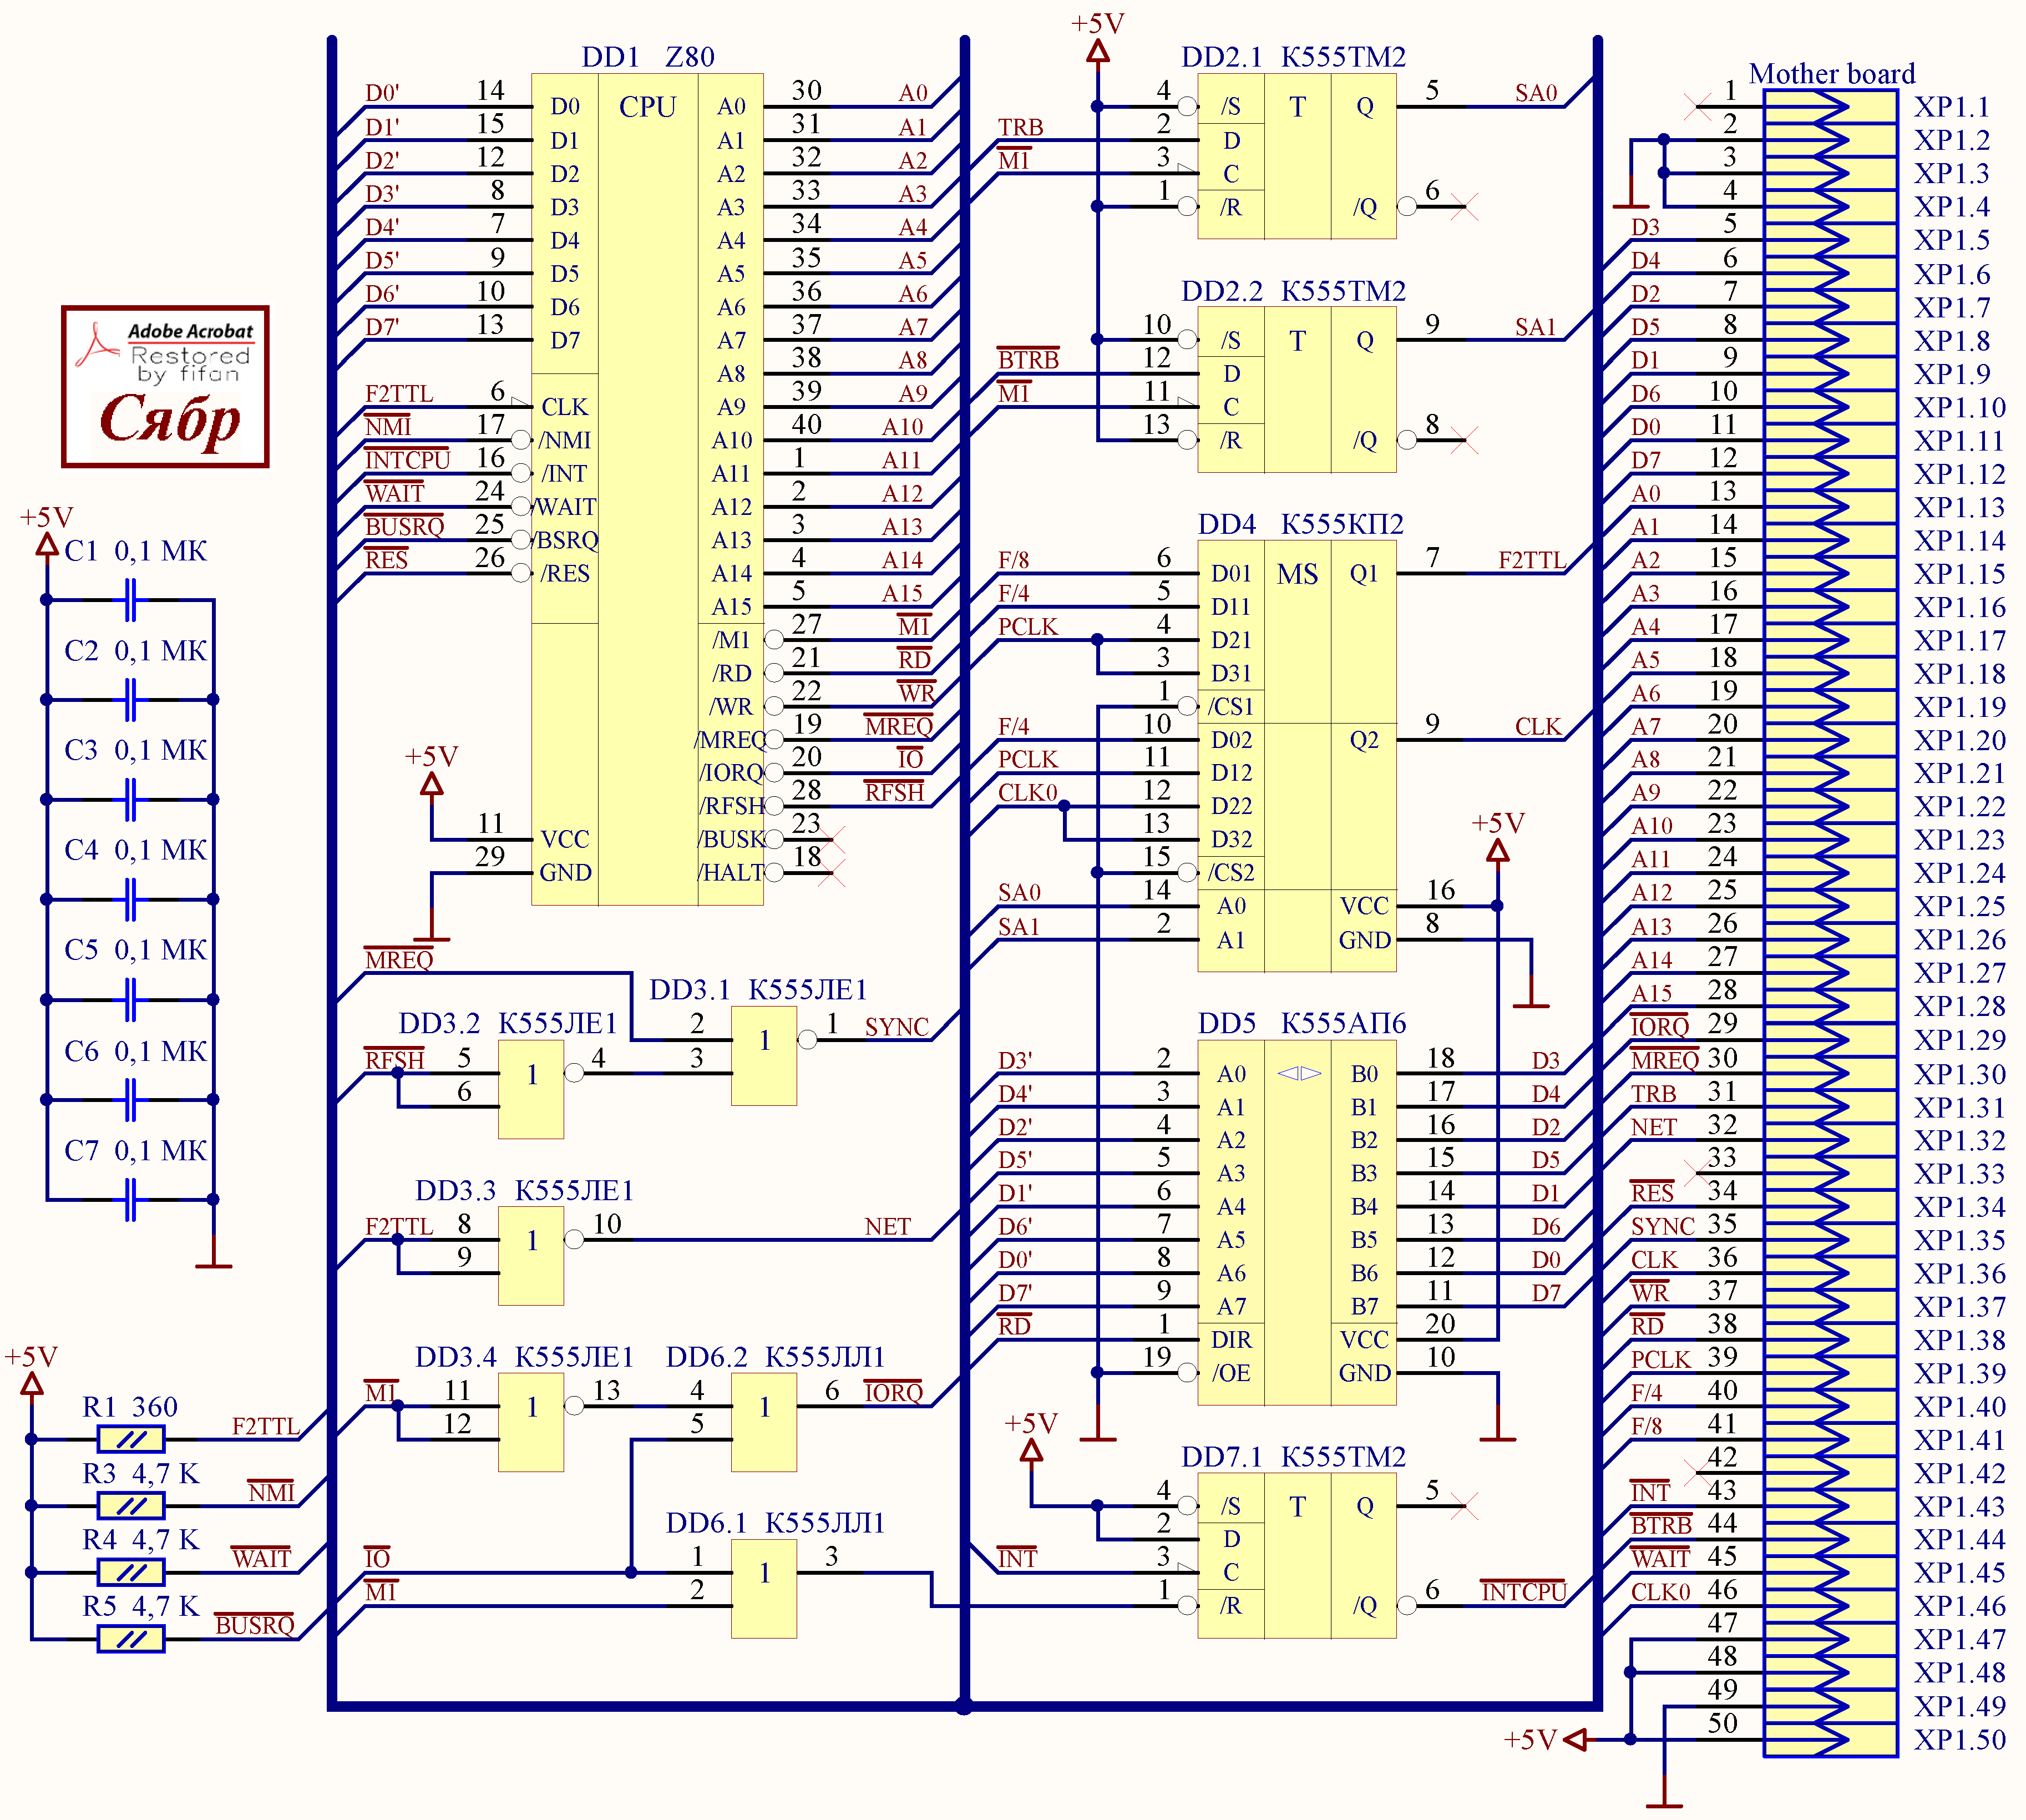 Adobe Acrobat
Restored
by fifan
Сябр
+5V
C1 0,1 МК
C2 0,1 МК
C3 0,1 МК
C4 0,1 МК
C5 0,1 МК
C6 0,1 МК
C7 0,1 МК
+5V
R1 360
F2TTL
R3 4,7 K
NMI
R4 4,7 K
WAIT
R5 4,7 K
BUSRQ
DD1 Z80
CPU
D0' 14 D0
D1' 15 D1
D2' 12 D2
D3' 8 D3
D4' 7 D4
D5' 9 D5
D6' 10 D6
D7' 13 D7
F2TTL 6 CLK
NMI 17 /NMI
INTCPU 16 /INT
WAIT 24 /WAIT
BUSRQ 25 /BSRQ
RES 26 /RES
+5V
11 VCC
29 GND
A0 30 A0
A1 31 A1
A2 32 A2
A3 33 A3
A4 34 A4
A5 35 A5
A6 36 A6
A7 37 A7
A8 38 A8
A9 39 A9
A10 40 A10
A11 1 A11
A12 2 A12
A13 3 A13
A14 4 A14
A15 5 A15
/M1 27 M1
/RD 21 RD
/WR 22 WR
/MREQ 19 MREQ
/IORQ 20 IO
/RFSH 28 RFSH
/BUSK 23
/HALT 18
MREQ
DD3.1 К555ЛЕ1
2 1 1 SYNC
3
DD3.2 К555ЛЕ1
RFSH 5 1 4
6
DD3.3 К555ЛЕ1
F2TTL 8 1 10 NET
9
DD3.4 К555ЛЕ1
M1 11 1 13
12
DD6.2 К555ЛЛ1
4 1 6 IORQ
5
DD6.1 К555ЛЛ1
IO 1 1 3
M1 2
+5V
DD2.1 К555ТМ2
4 /S T Q 5 SA0
TRB 2 D
M1 3 C
1 /R /Q 6
DD2.2 К555ТМ2
10 /S T Q 9 SA1
BTRB 12 D
M1 11 C
13 /R /Q 8
DD4 К555КП2
F/8 6 D01 MS Q1 7 F2TTL
F/4 5 D11
PCLK 4 D21
3 D31
1 /CS1
F/4 10 D02 Q2 9 CLK
PCLK 11 D12
CLK0 12 D22
13 D32
15 /CS2
SA0 14 A0 VCC 16
SA1 2 A1 GND 8
+5V
DD5 К555АП6
D3' 2 A0 B0 18 D3
D4' 3 A1 B1 17 D4
D2' 4 A2 B2 16 D2
D5' 5 A3 B3 15 D5
D1' 6 A4 B4 14 D1
D6' 7 A5 B5 13 D6
D0' 8 A6 B6 12 D0
D7' 9 A7 B7 11 D7
RD 1 DIR VCC 20
19 /OE GND 10
+5V
DD7.1 К555ТМ2
4 /S T Q 5
2 D
INT 3 C
1 /R /Q 6 INTCPU
Mother board
1 XP1.1
2 XP1.2
3 XP1.3
4 XP1.4
D3 5 XP1.5
D4 6 XP1.6
D2 7 XP1.7
D5 8 XP1.8
D1 9 XP1.9
D6 10 XP1.10
D0 11 XP1.11
D7 12 XP1.12
A0 13 XP1.13
A1 14 XP1.14
A2 15 XP1.15
A3 16 XP1.16
A4 17 XP1.17
A5 18 XP1.18
A6 19 XP1.19
A7 20 XP1.20
A8 21 XP1.21
A9 22 XP1.22
A10 23 XP1.23
A11 24 XP1.24
A12 25 XP1.25
A13 26 XP1.26
A14 27 XP1.27
A15 28 XP1.28
IORQ 29 XP1.29
MREQ 30 XP1.30
TRB 31 XP1.31
NET 32 XP1.32
33 XP1.33
RES 34 XP1.34
SYNC 35 XP1.35
CLK 36 XP1.36
WR 37 XP1.37
RD 38 XP1.38
PCLK 39 XP1.39
F/4 40 XP1.40
F/8 41 XP1.41
42 XP1.42
INT 43 XP1.43
BTRB 44 XP1.44
WAIT 45 XP1.45
CLK0 46 XP1.46
47 XP1.47
48 XP1.48
49 XP1.49
+5V 50 XP1.50